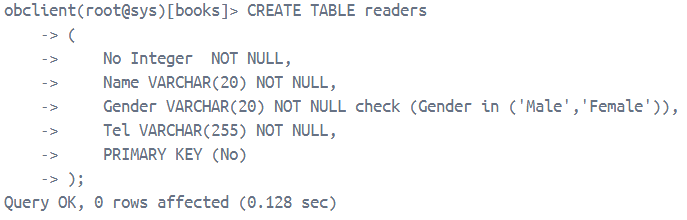 obclient(root@sys)[books]> CREATE TABLE readers
    -> (
    ->     No Integer  NOT NULL,
    ->     Name VARCHAR(20) NOT NULL,
    ->     Gender VARCHAR(20) NOT NULL check (Gender in ('Male','Female')),
    ->     Tel VARCHAR(255) NOT NULL,
    ->     PRIMARY KEY (No)
    -> );
Query OK, 0 rows affected (0.128 sec)